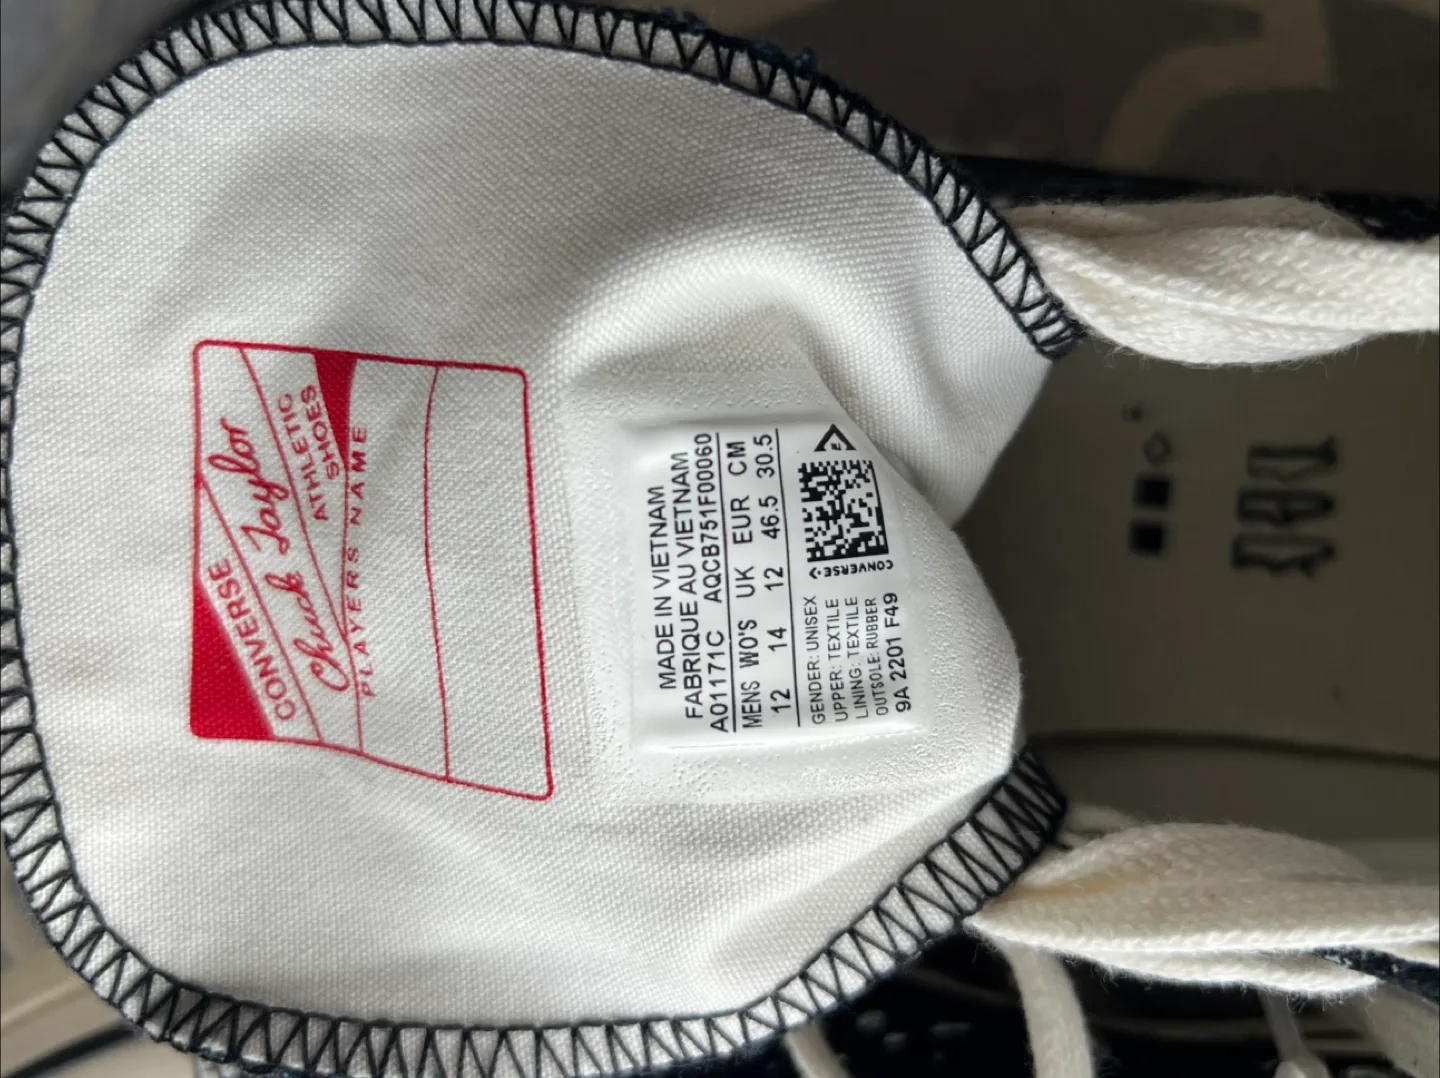 CONVERSE
Chuck Taylor
ATHLETIC
SHOES
PLAYERS NAME
MADE IN VIETNAM
FABRIQUE AU VIETNAM
A01171C AQCB751F00060
MENS WO'S UK EUR CM
12 14 12 46.5 30.5
GENDER: UNISEX
UPPER: TEXTILE
LINING: TEXTILE
OUTSOLE: RUBBER
9A 2201 F49
CONVERSE